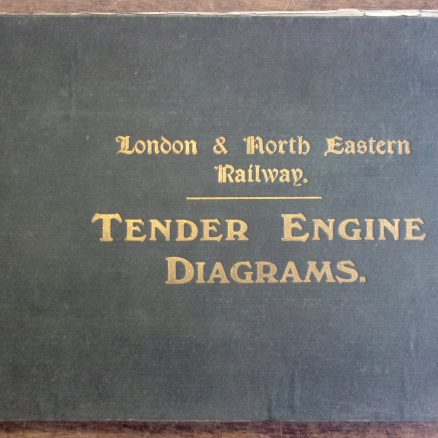 London & North Eastern
Railway.
TENDER ENGINE
DIAGRAMS.